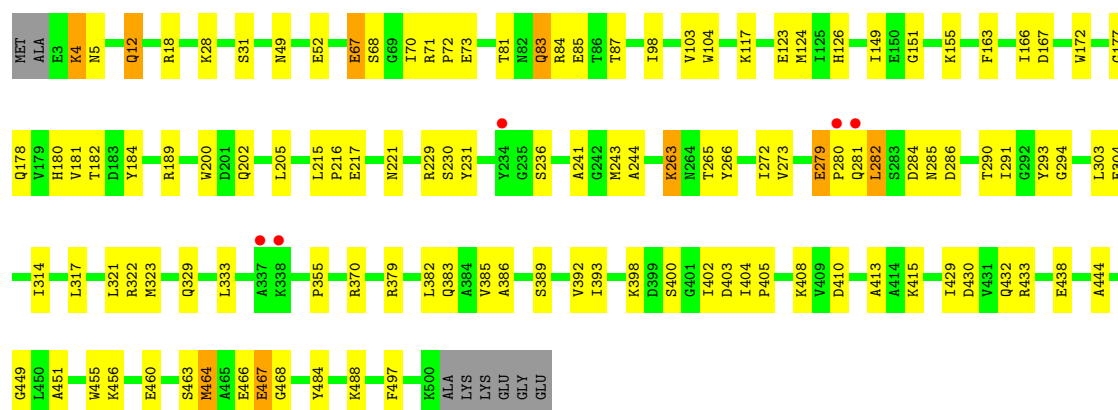 MET ALA E3 K4 N5 Q12 R18 K28 S31 N49 E52 E67 S68 G69 I70 R71 P72 E73 T81 N82 Q83 R84 E85 T86 T87 I98 V103 W104 K117 E123 M124 I125 H126 I149 E150 G151 K155 F163 I166 D167 W172 G177
Q178 V179 H180 V181 T182 D183 Y184 R189 W200 D201 Q202 L205 L215 P216 E217 N221 R229 S230 Y231 Y234 G235 S236 A241 G242 M243 A244 K263 N264 T265 Y266 I272 V273 E279 P280 Q281 L282 S283 D284 N285 D286 T290 I291 G292 Y293 G294 L303 E304
I314 L317 L321 R322 M323 Q329 L333 A337 K338 P355 R370 R379 L382 Q383 A384 V385 A386 S389 V392 I393 K398 D399 S400 G401 I402 D403 I404 P405 K408 V409 D410 A413 A414 K415 I429 D430 V431 Q432 R433 E438 A444
G449 L450 A451 W455 K456 E460 S463 M464 A465 E466 E467 G468 Y484 K488 F497 K500 ALA LYS LYS GLU GLY GLU